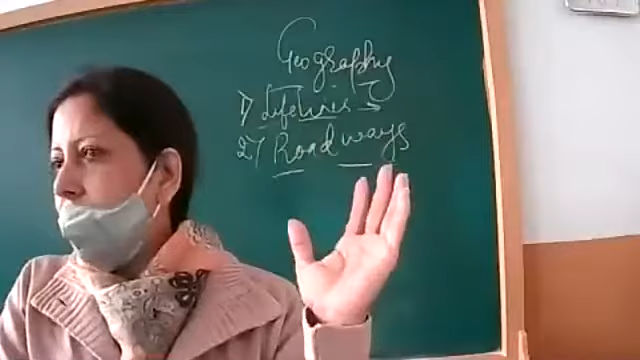 Geography
1) Lifelines →
2) Roadways